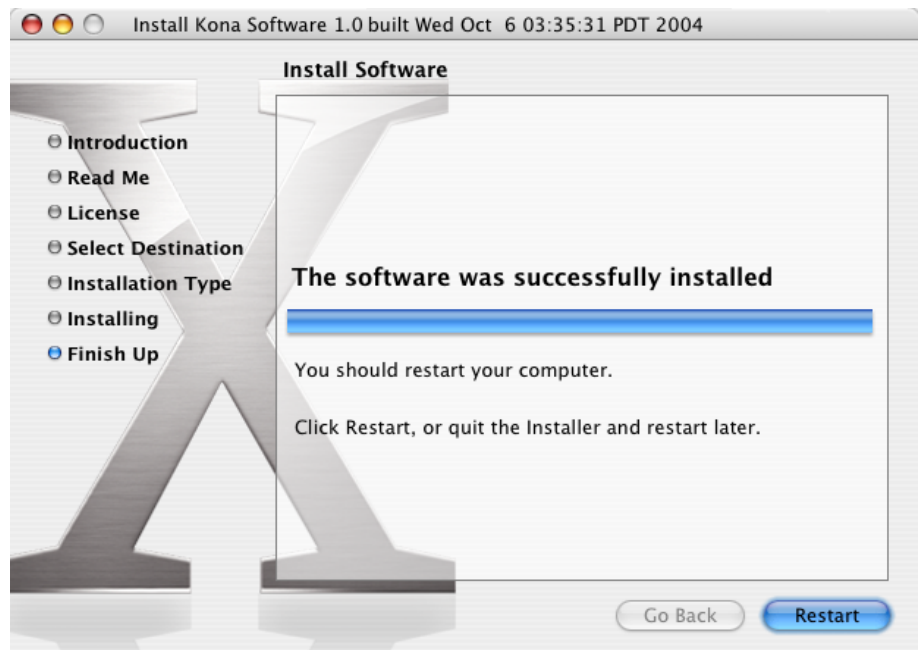 Install Kona Software 1.0 built Wed Oct  6 03:35:31 PDT 2004
Install Software
Introduction
Read Me
License
Select Destination
Installation Type
Installing
Finish Up
The software was successfully installed
You should restart your computer.
Click Restart, or quit the Installer and restart later.
Go Back
Restart